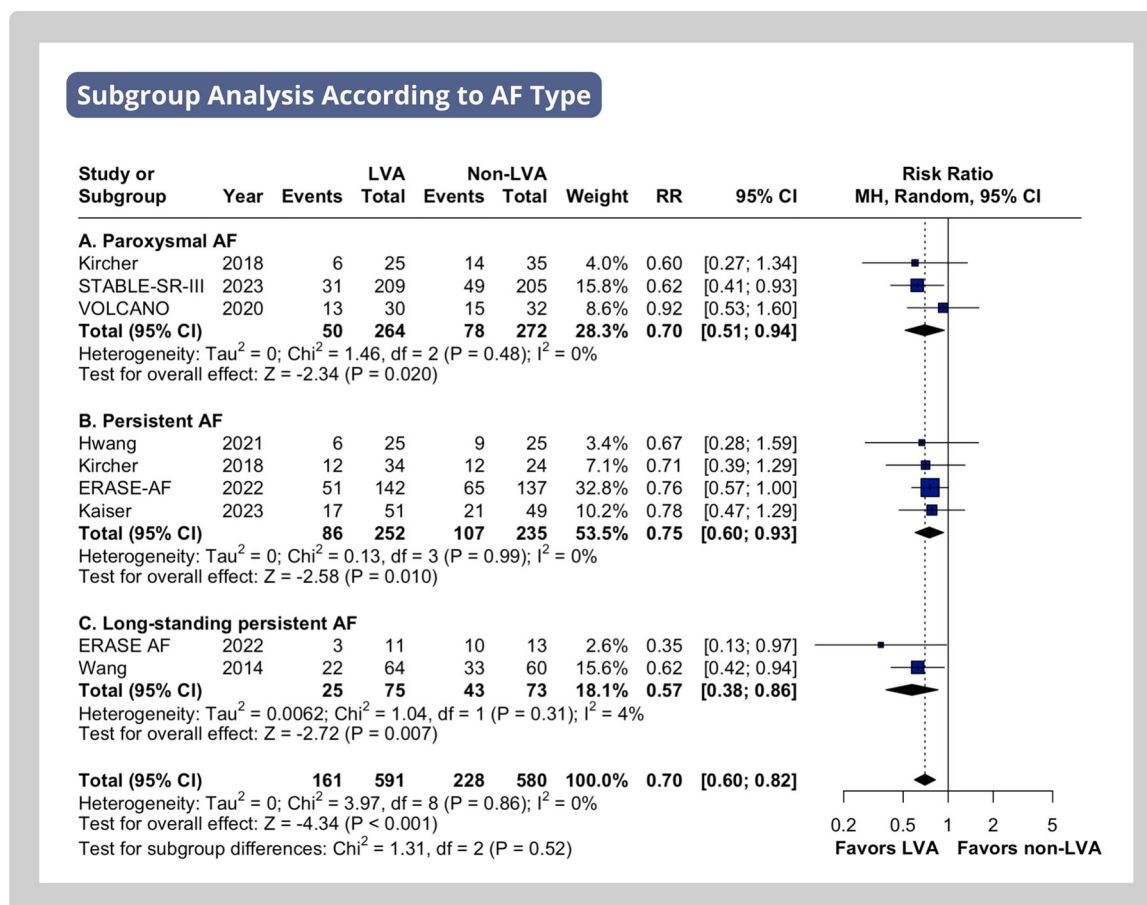 Subgroup Analysis According to AF Type
Study or LVA Non-LVA Risk Ratio
Subgroup Year Events Total Events Total Weight RR 95% CI MH, Random, 95% CI
A. Paroxysmal AF
Kircher 2018 6 25 14 35 4.0% 0.60 [0.27; 1.34]
STABLE-SR-III 2023 31 209 49 205 15.8% 0.62 [0.41; 0.93]
VOLCANO 2020 13 30 15 32 8.6% 0.92 [0.53; 1.60]
Total (95% CI) 50 264 78 272 28.3% 0.70 [0.51; 0.94]
Heterogeneity: Tau² = 0; Chi² = 1.46, df = 2 (P = 0.48); I² = 0%
Test for overall effect: Z = -2.34 (P = 0.020)
B. Persistent AF
Hwang 2021 6 25 9 25 3.4% 0.67 [0.28; 1.59]
Kircher 2018 12 34 12 24 7.1% 0.71 [0.39; 1.29]
ERASE-AF 2022 51 142 65 137 32.8% 0.76 [0.57; 1.00]
Kaiser 2023 17 51 21 49 10.2% 0.78 [0.47; 1.29]
Total (95% CI) 86 252 107 235 53.5% 0.75 [0.60; 0.93]
Heterogeneity: Tau² = 0; Chi² = 0.13, df = 3 (P = 0.99); I² = 0%
Test for overall effect: Z = -2.58 (P = 0.010)
C. Long-standing persistent AF
ERASE AF 2022 3 11 10 13 2.6% 0.35 [0.13; 0.97]
Wang 2014 22 64 33 60 15.6% 0.62 [0.42; 0.94]
Total (95% CI) 25 75 43 73 18.1% 0.57 [0.38; 0.86]
Heterogeneity: Tau² = 0.0062; Chi² = 1.04, df = 1 (P = 0.31); I² = 4%
Test for overall effect: Z = -2.72 (P = 0.007)
Total (95% CI) 161 591 228 580 100.0% 0.70 [0.60; 0.82]
Heterogeneity: Tau² = 0; Chi² = 3.97, df = 8 (P = 0.86); I² = 0%
Test for overall effect: Z = -4.34 (P < 0.001)
Test for subgroup differences: Chi² = 1.31, df = 2 (P = 0.52)
0.2 0.5 1 2 5
Favors LVA Favors non-LVA